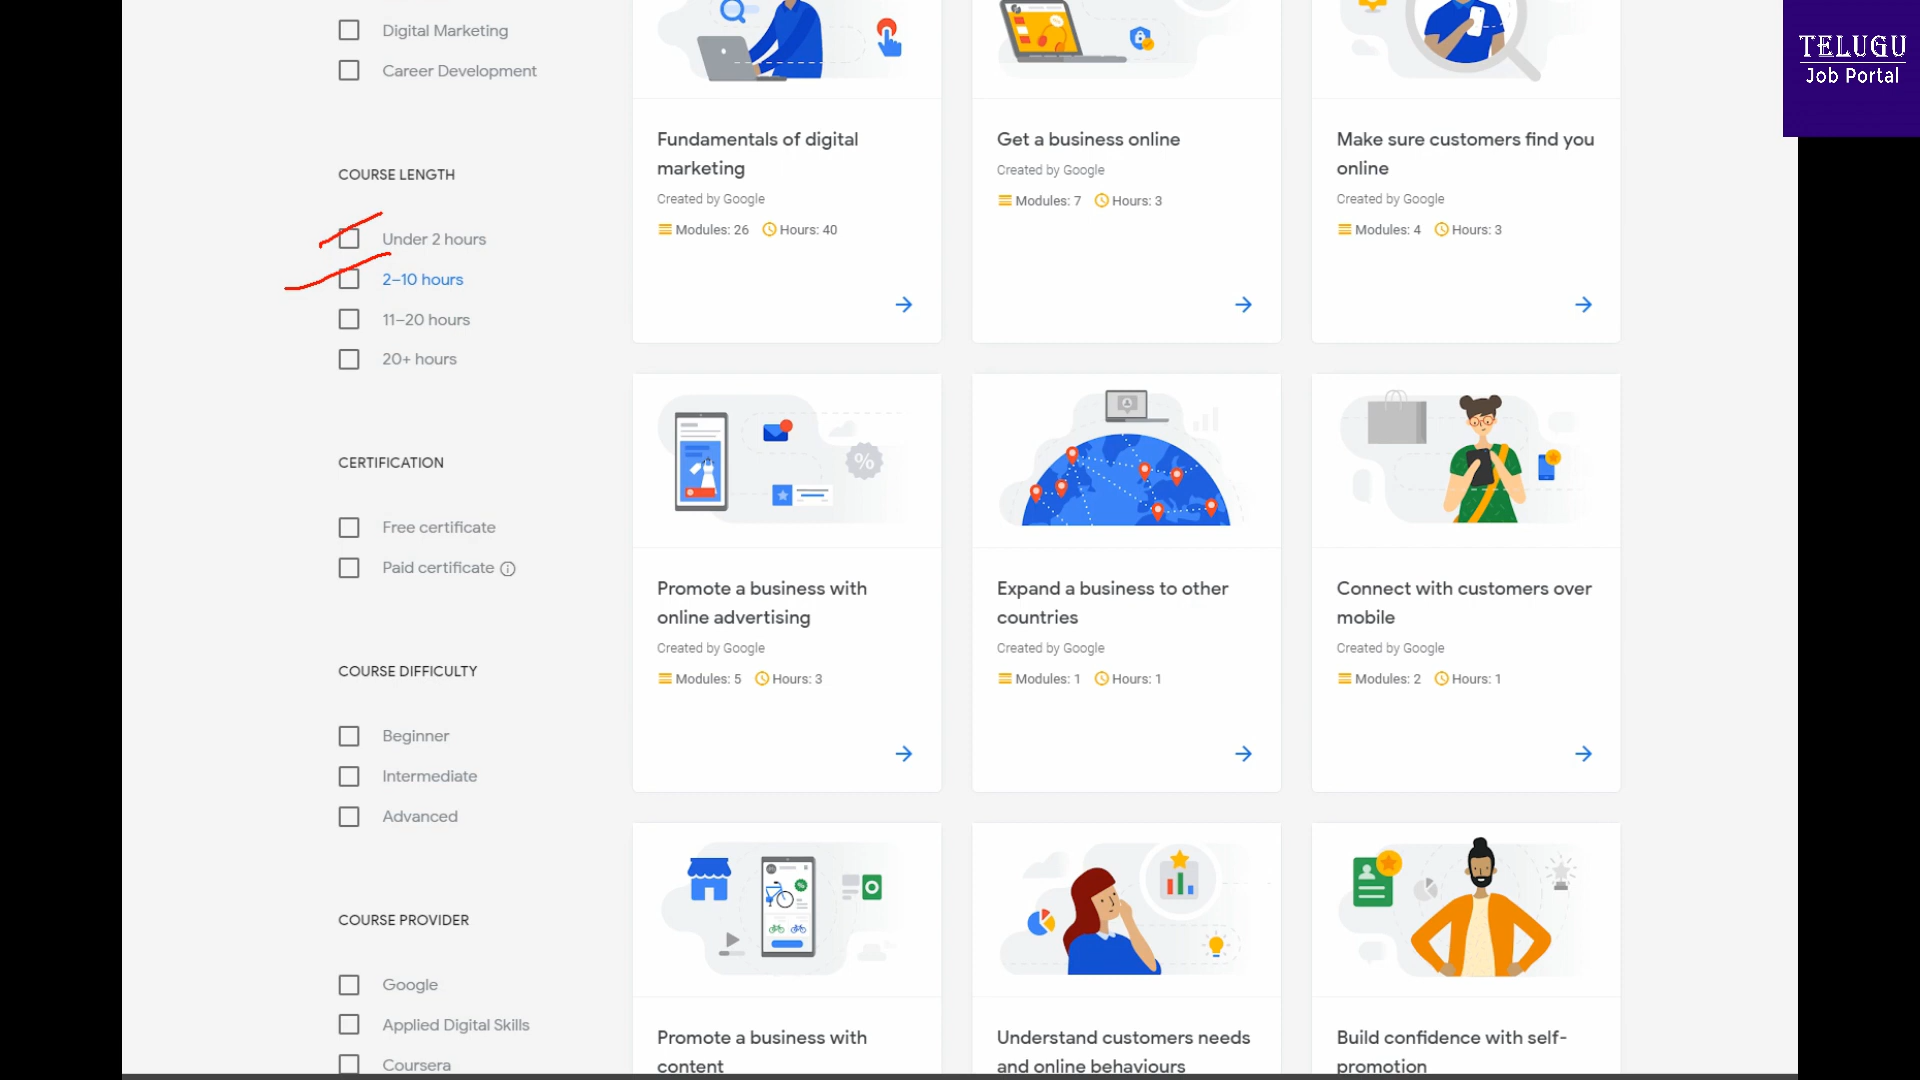 Digital Marketing
Career Development
COURSE LENGTH
Under 2 hours
2–10 hours
11–20 hours
20+ hours
CERTIFICATION
Free certificate
Paid certificate
COURSE DIFFICULTY
Beginner
Intermediate
Advanced
COURSE PROVIDER
Google
Applied Digital Skills
Coursera
Fundamentals of digital
marketing
Created by Google
Modules: 26 Hours: 40
Get a business online
Created by Google
Modules: 7 Hours: 3
Make sure customers find you
online
Created by Google
Modules: 4 Hours: 3
Promote a business with
online advertising
Created by Google
Modules: 5 Hours: 3
Expand a business to other
countries
Created by Google
Modules: 1 Hours: 1
Connect with customers over
mobile
Created by Google
Modules: 2 Hours: 1
Promote a business with
content
Understand customers needs
and online behaviours
Build confidence with self-
promotion
TELUGU
Job Portal